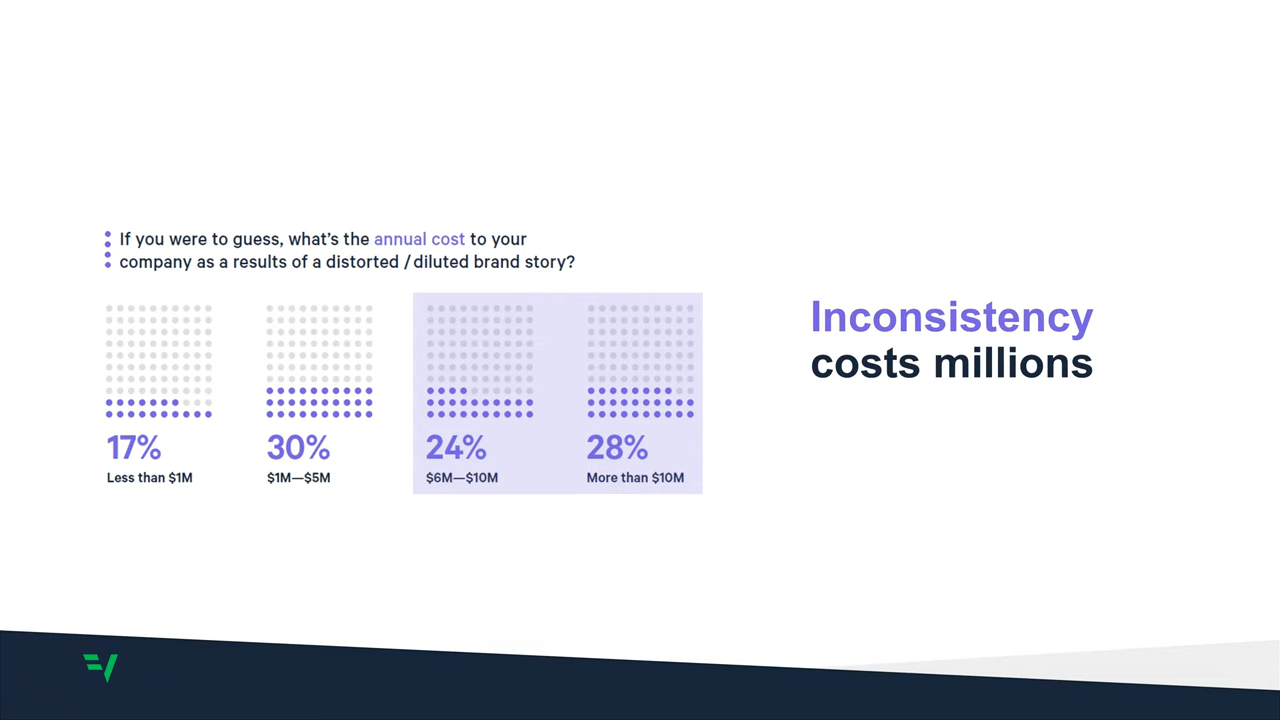 If you were to guess, what's the annual cost to your
company as a results of a distorted / diluted brand story?
Inconsistency
costs millions
17%
Less than $1M
30%
$1M—$5M
24%
$6M—$10M
28%
More than $10M